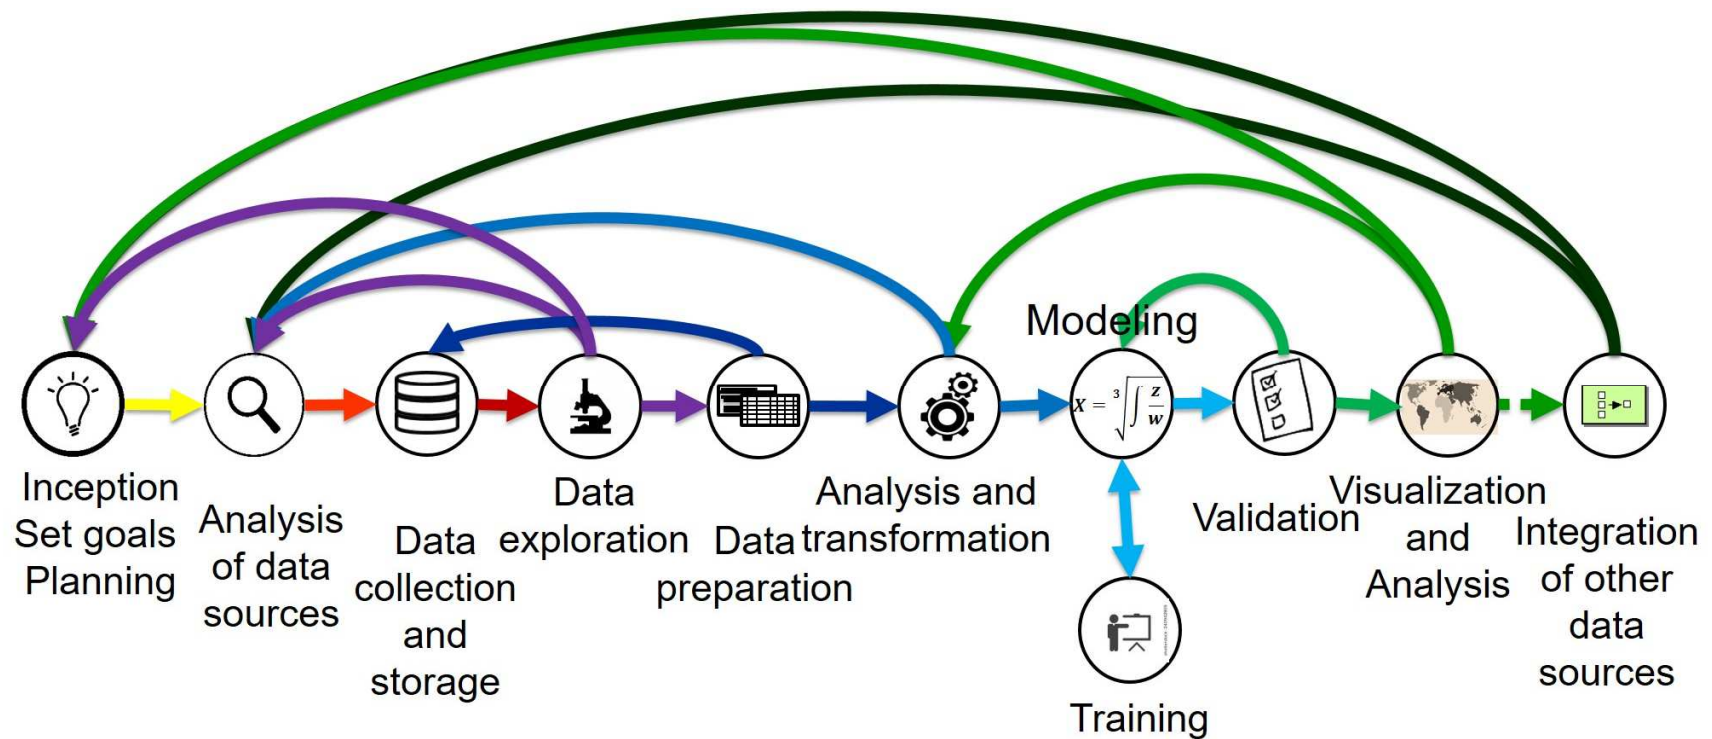 Modeling
X = 3√∫ z/w
Inception
Set goals
Planning
Analysis
of data
sources
Data
collection
and
storage
Data
exploration
Data
preparation
Analysis and
transformation
Validation
Visualization
and
Analysis
Integration
of other
data
sources
Training